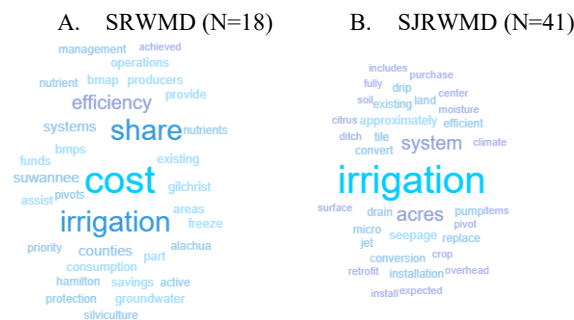 A. SRWMD (N=18)
management achieved
operations
nutrient bmap producers
efficiency provide
systems share nutrients
bmps
funds existing
suwannee cost gilchrist
assist pivots
irrigation areas
freeze
priority counties part alachua
consumption
hamilton savings active
protection groundwater
silviculture
B. SJRWMD (N=41)
includes
fully purchase
drip
soil existing land center
moisture
citrus approximately efficient
ditch tile system climate
convert
irrigation
surface drain acres pump items
micro pivot
jet seepage replace
conversion crop
retrofit installation overhead
install expected